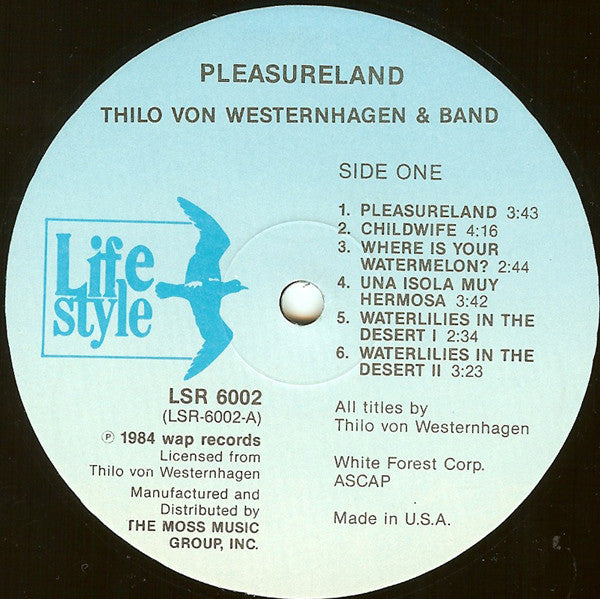 PLEASURELAND
THILO VON WESTERNHAGEN & BAND
SIDE ONE
1. PLEASURELAND 3:43
2. CHILDWIFE 4:16
3. WHERE IS YOUR
WATERMELON? 2:44
4. UNA ISOLA MUY
HERMOSA 3:42
5. WATERLILIES IN THE
DESERT I 2:34
6. WATERLILIES IN THE
DESERT II 3:23
Life
style
LSR 6002
(LSR-6002-A)
℗ 1984 wap records
Licensed from
Thilo von Westernhagen
Manufactured and
Distributed by
THE MOSS MUSIC
GROUP, INC.
All titles by
Thilo von Westernhagen
White Forest Corp.
ASCAP
Made in U.S.A.